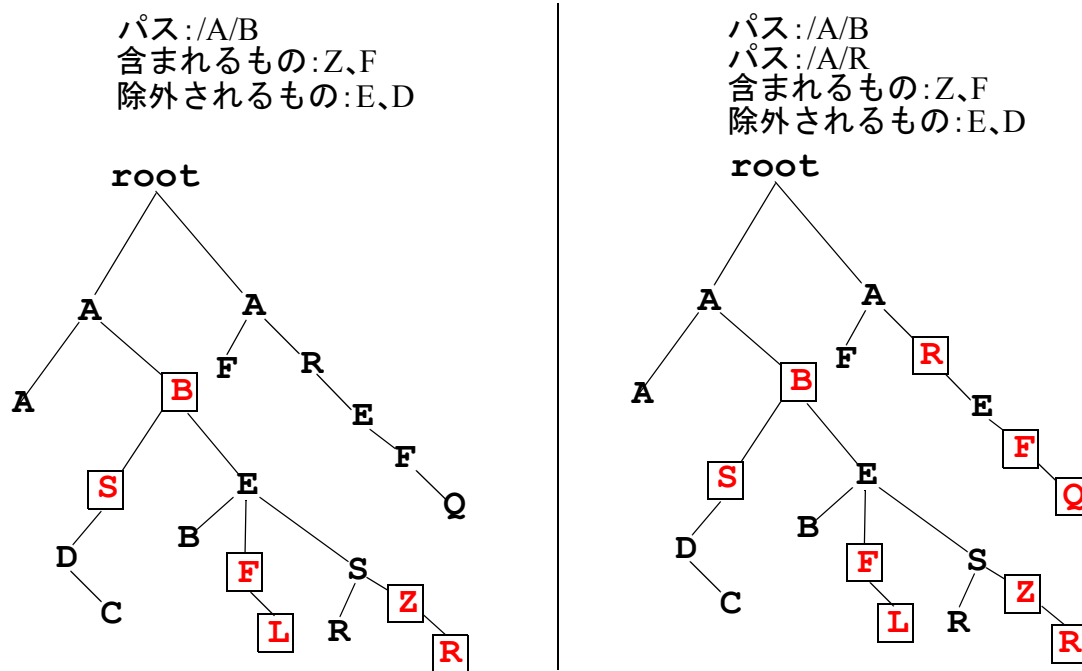 パス:/A/B
含まれるもの:Z、F
除外されるもの:E、D
root
A A
F R
A B E
F
S E Q
B
D F S
C L R Z
R
パス:/A/B
パス:/A/R
含まれるもの:Z、F
除外されるもの:E、D
root
A A
F R
A B E
F
S E Q
B
D F S
C L R Z
R